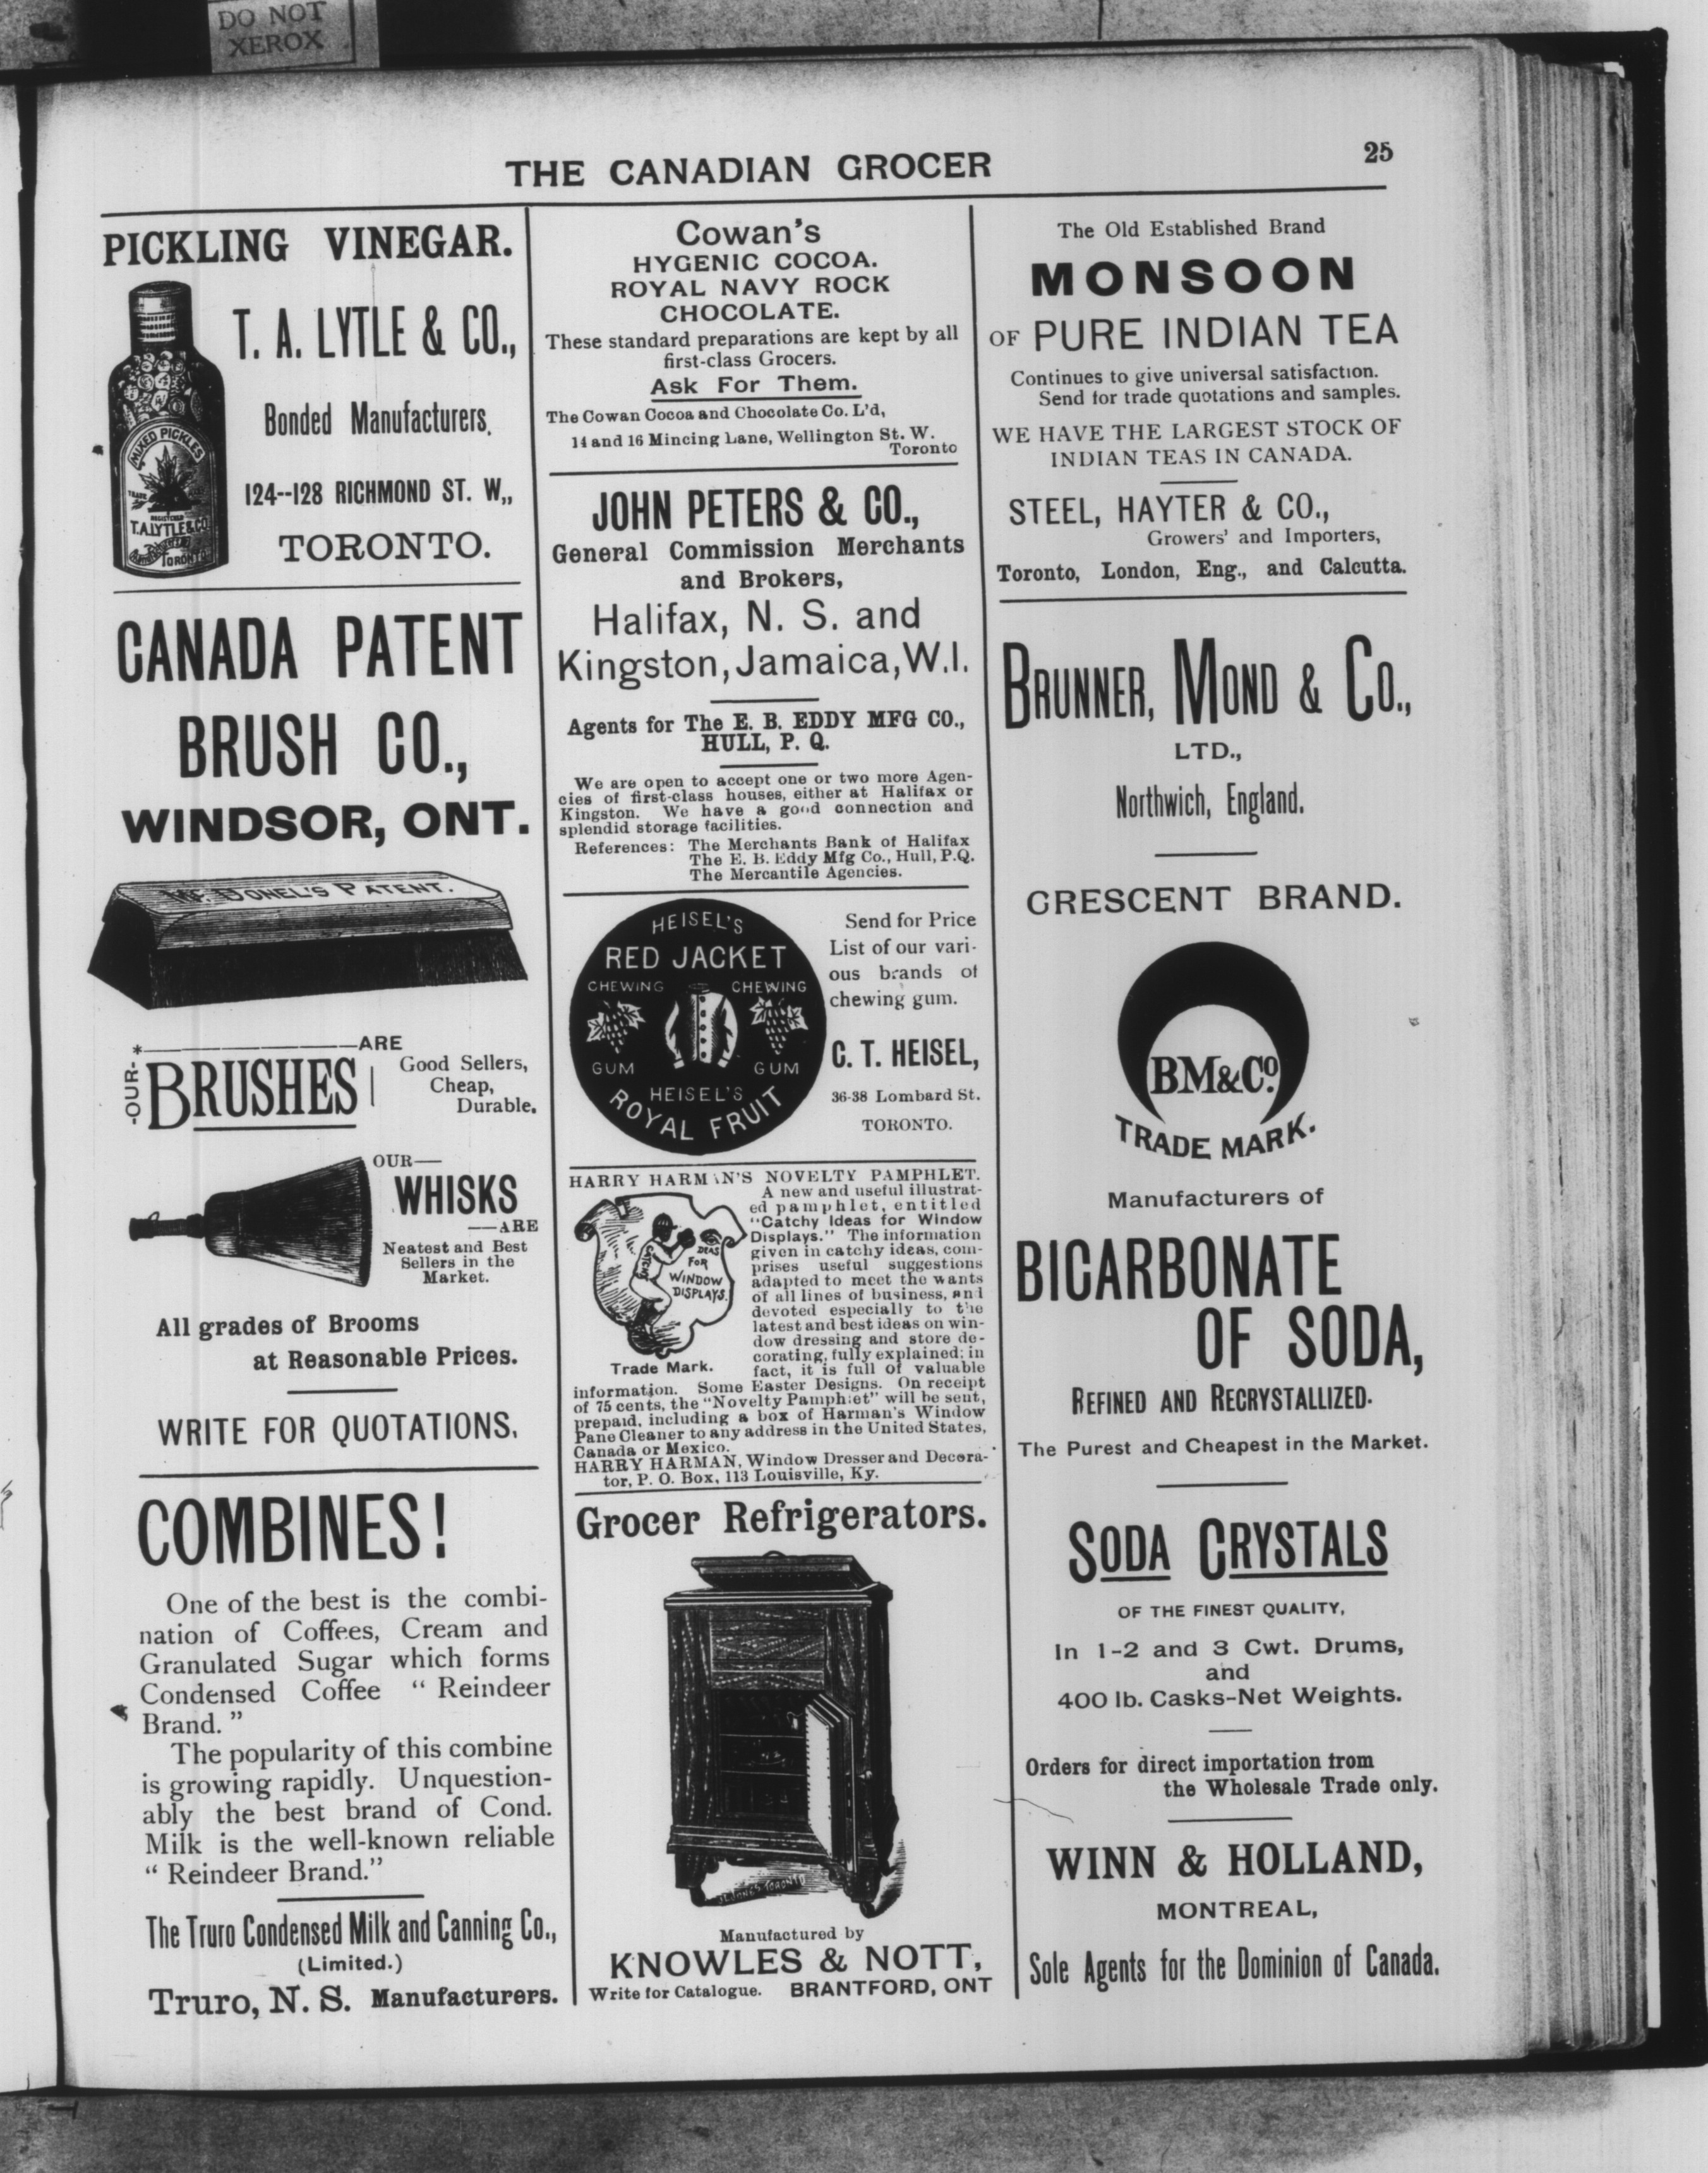 DO NOT
XEROX
THE CANADIAN GROCER
25
PICKLING VINEGAR.
T. A. LYTLE & CO.,
Bonded Manufacturers,
124--128 RICHMOND ST. W,,
TORONTO.
MIXED PICKLES
TRADE
REGISTERED
T.A.LYTLE & CO
TORONTO
CANADA PATENT
BRUSH CO.,
WINDSOR, ONT.
Mc. DONEL'S PATENT.
-OUR-
*
ARE
BRUSHES
Good Sellers,
Cheap,
Durable.
OUR—
WHISKS
—ARE
Neatest and Best
Sellers in the
Market.
All grades of Brooms
at Reasonable Prices.
WRITE FOR QUOTATIONS.
COMBINES!
One of the best is the combi-
nation of Coffees, Cream and
Granulated Sugar which forms
Condensed Coffee “ Reindeer
Brand. ”
The popularity of this combine
is growing rapidly. Unquestion-
ably the best brand of Cond.
Milk is the well-known reliable
“ Reindeer Brand.”
The Truro Condensed Milk and Canning Co.,
(Limited.)
Truro, N. S. Manufacturers.
Cowan's
HYGENIC COCOA.
ROYAL NAVY ROCK
CHOCOLATE.
These standard preparations are kept by all
first-class Grocers.
Ask For Them.
The Cowan Cocoa and Chocolate Co. L'd,
14 and 16 Mincing Lane, Wellington St. W.
Toronto
JOHN PETERS & CO.,
General Commission Merchants
and Brokers,
Halifax, N. S. and
Kingston, Jamaica, W.I.
Agents for The E. B. EDDY MFG CO.,
HULL, P. Q.
We are open to accept one or two more Agen-
cies of first-class houses, either at Halifax or
Kingston. We have a good connection and
splendid storage facilities.
References: The Merchants Bank of Halifax
The E. B. Eddy Mfg Co., Hull, P.Q.
The Mercantile Agencies.
HEISEL'S
RED JACKET
CHEWING CHEWING
GUM GUM
HEISEL'S
ROYAL FRUIT
Send for Price
List of our vari-
ous brands of
chewing gum.
C. T. HEISEL,
36-38 Lombard St.
TORONTO.
HARRY HARMAN'S NOVELTY PAMPHLET.
CATCHY
IDEAS
FOR
WINDOW
DISPLAYS.
Trade Mark.
A new and useful illustrat-
ed pamphlet, entitled
“Catchy Ideas for Window
Displays.” The information
given in catchy ideas, com-
prises useful suggestions
adapted to meet the wants
of all lines of business, and
devoted especially to the
latest and best ideas on win-
dow dressing and store de-
corating, fully explained; in
fact, it is full of valuable
information. Some Easter Designs. On receipt
of 75 cents, the “Novelty Pamphlet” will be sent,
prepaid, including a box of Harman's Window
Pane Cleaner to any address in the United States,
Canada or Mexico.
HARRY HARMAN, Window Dresser and Decora-
tor, P. O. Box, 113 Louisville, Ky.
Grocer Refrigerators.
J.L. JONES TORONTO
Manufactured by
KNOWLES & NOTT,
Write for Catalogue. BRANTFORD, ONT
The Old Established Brand
MONSOON
OF PURE INDIAN TEA
Continues to give universal satisfaction.
Send for trade quotations and samples.
WE HAVE THE LARGEST STOCK OF
INDIAN TEAS IN CANADA.
STEEL, HAYTER & CO.,
Growers' and Importers,
Toronto, London, Eng., and Calcutta.
BRUNNER, MOND & CO.,
LTD.,
Northwich, England.
CRESCENT BRAND.
BM&Co.
TRADE MARK.
Manufacturers of
BICARBONATE
OF SODA,
REFINED AND RECRYSTALLIZED.
The Purest and Cheapest in the Market.
SODA CRYSTALS
OF THE FINEST QUALITY,
In 1-2 and 3 Cwt. Drums,
and
400 lb. Casks-Net Weights.
Orders for direct importation from
the Wholesale Trade only.
WINN & HOLLAND,
MONTREAL,
Sole Agents for the Dominion of Canada.